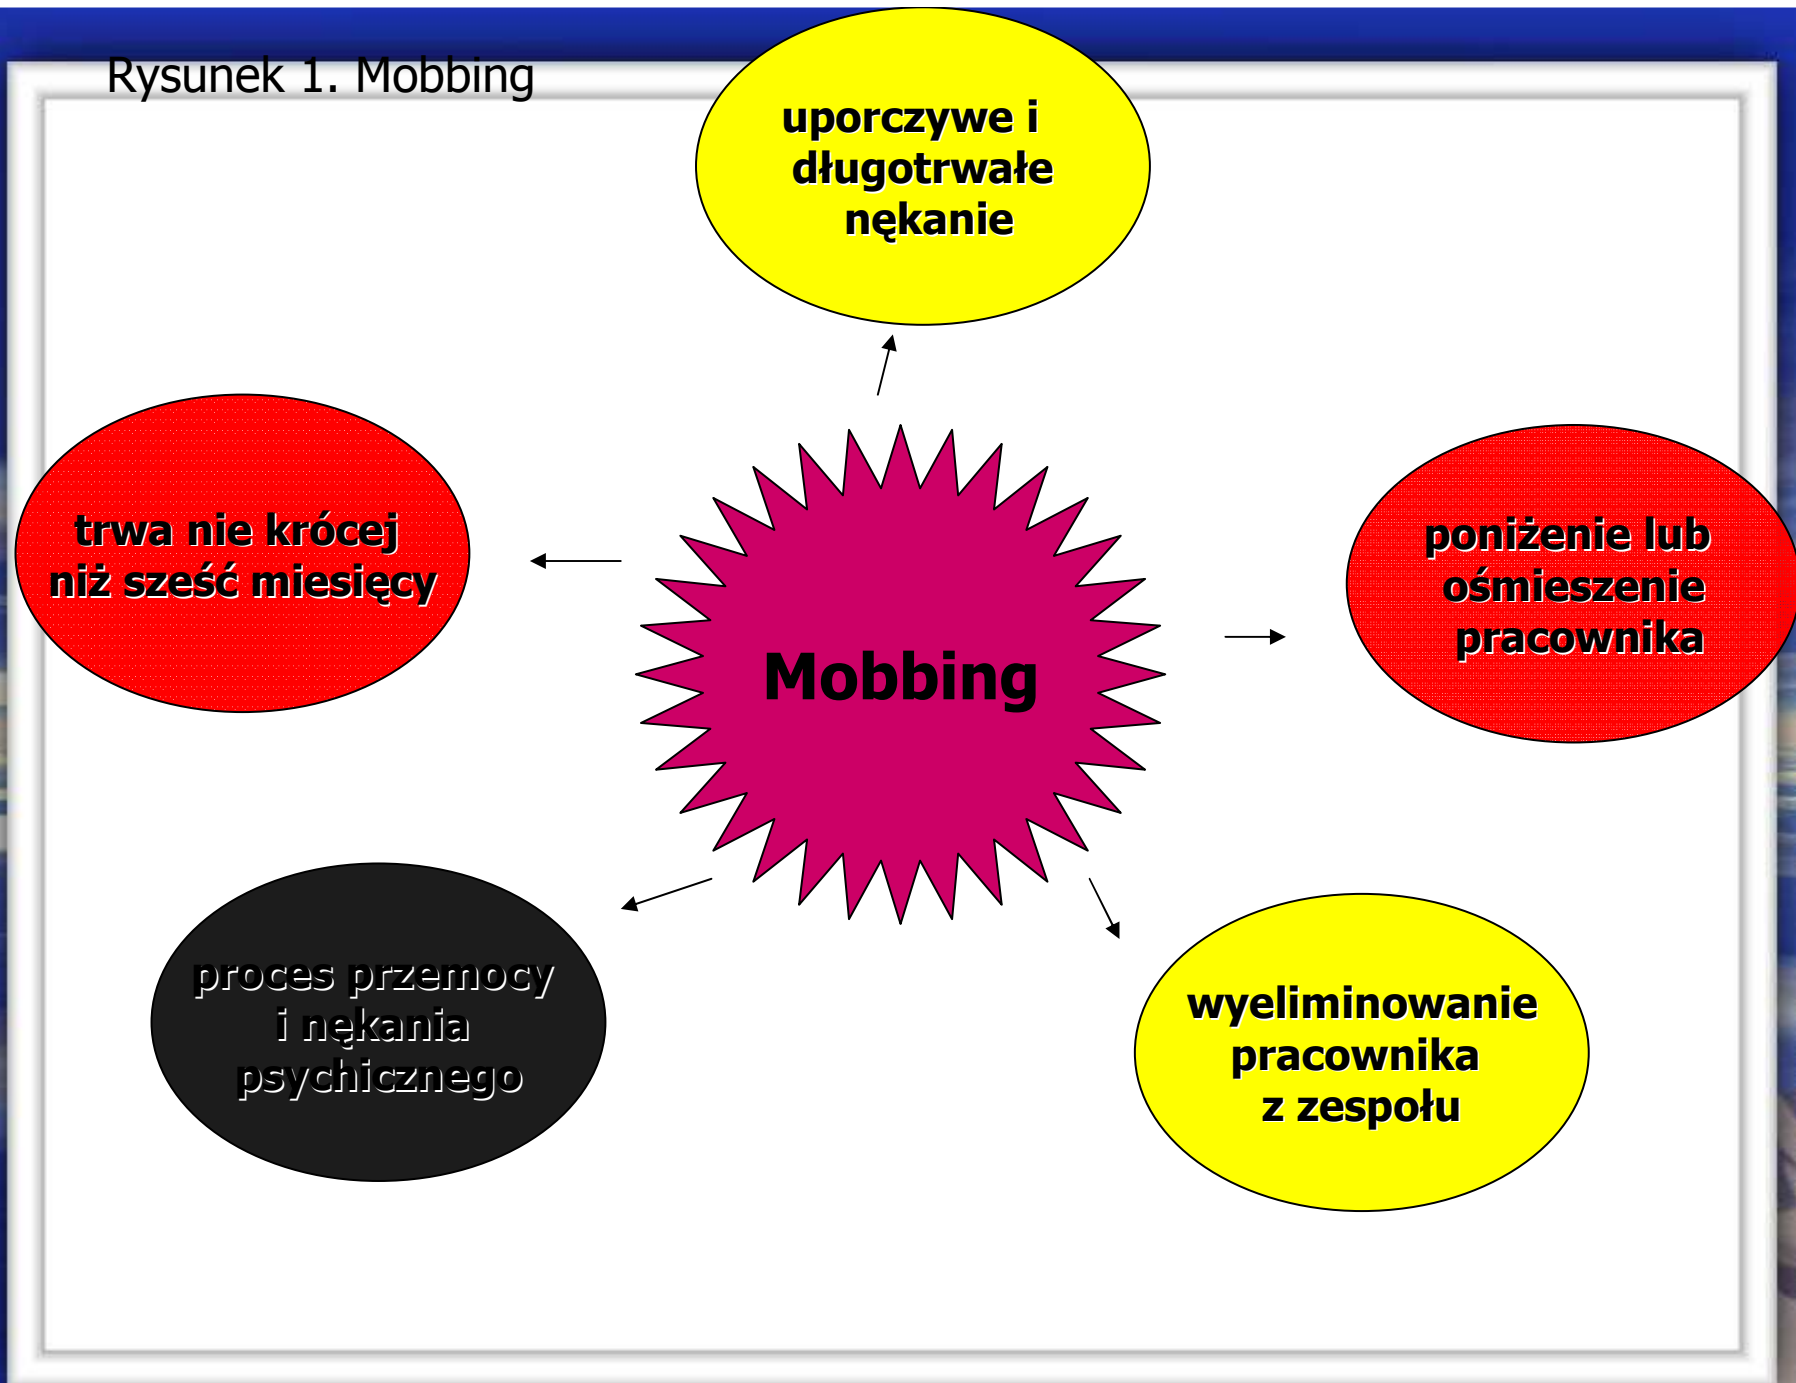 Rysunek 1. Mobbing
uporczywe i
długotrwałe
nękanie
trwa nie krócej
niż sześć miesięcy
poniżenie lub
ośmieszenie
pracownika
Mobbing
proces przemocy
i nękania
psychicznego
wyeliminowanie
pracownika
z zespołu